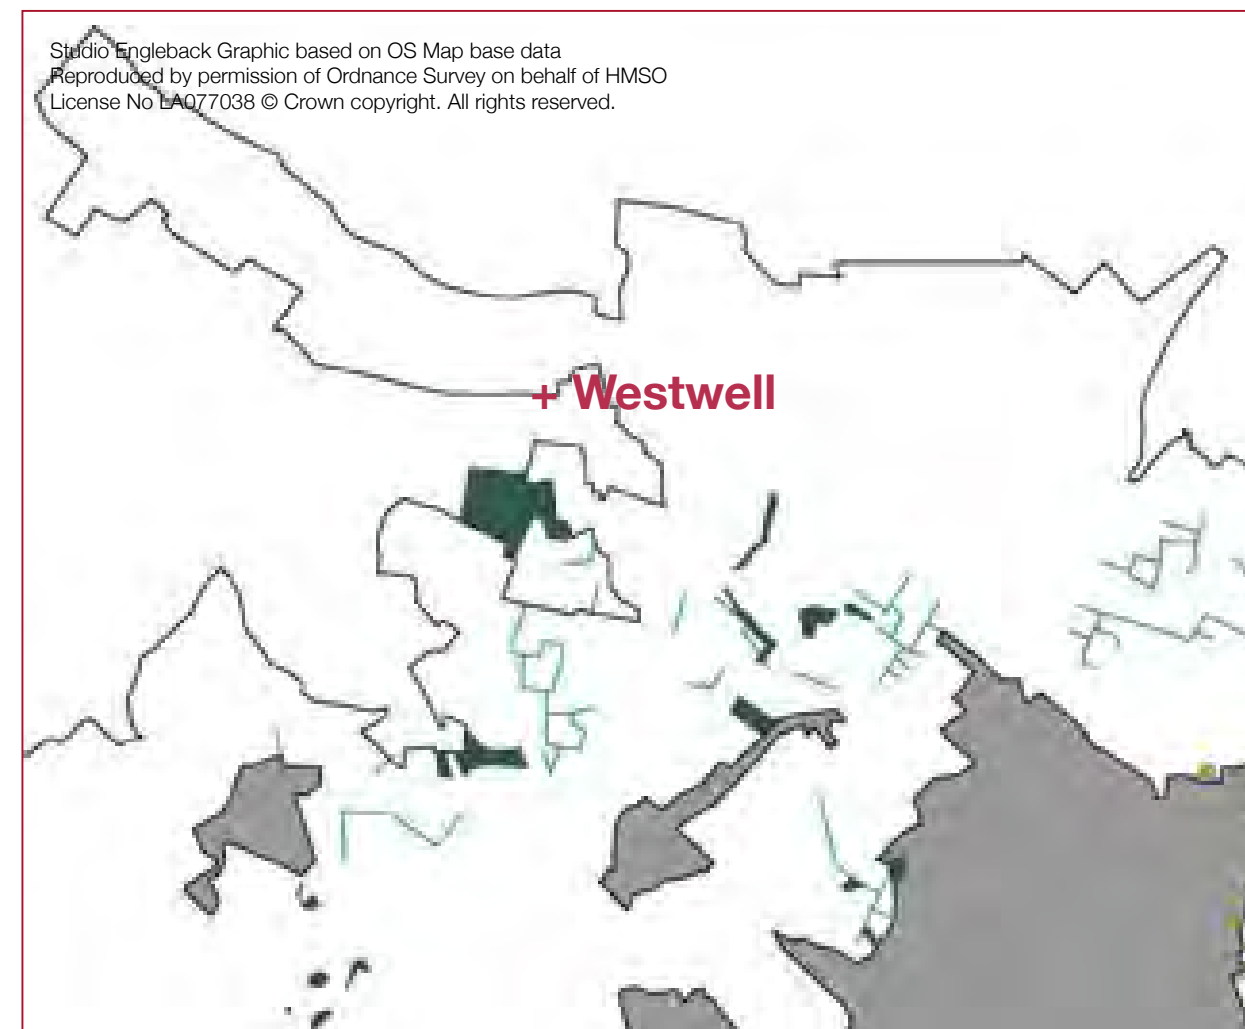 Studio Engleback Graphic based on OS Map base data
Reproduced by permission of Ordnance Survey on behalf of HMSO
License No LA077038 © Crown copyright. All rights reserved.
+ Westwell